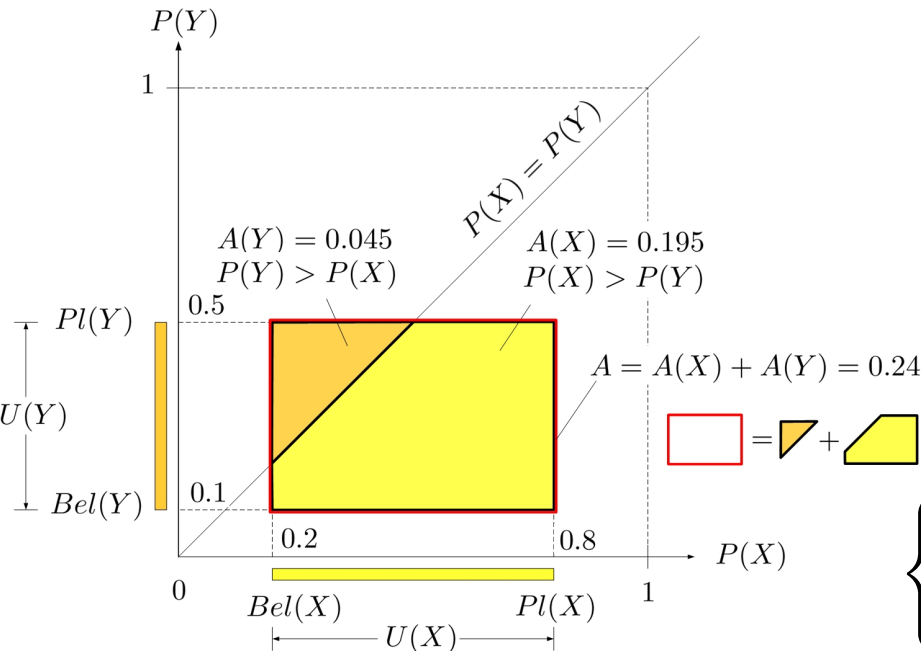 P(Y)
1
P(X) = P(Y)
A(Y) = 0.045
P(Y) > P(X)
A(X) = 0.195
P(X) > P(Y)
0.5
Pl(Y)
A = A(X) + A(Y) = 0.24
U(Y)
= +
0.1
Bel(Y)
0.2
0.8
P(X)
0
1
Bel(X)
Pl(X)
U(X)